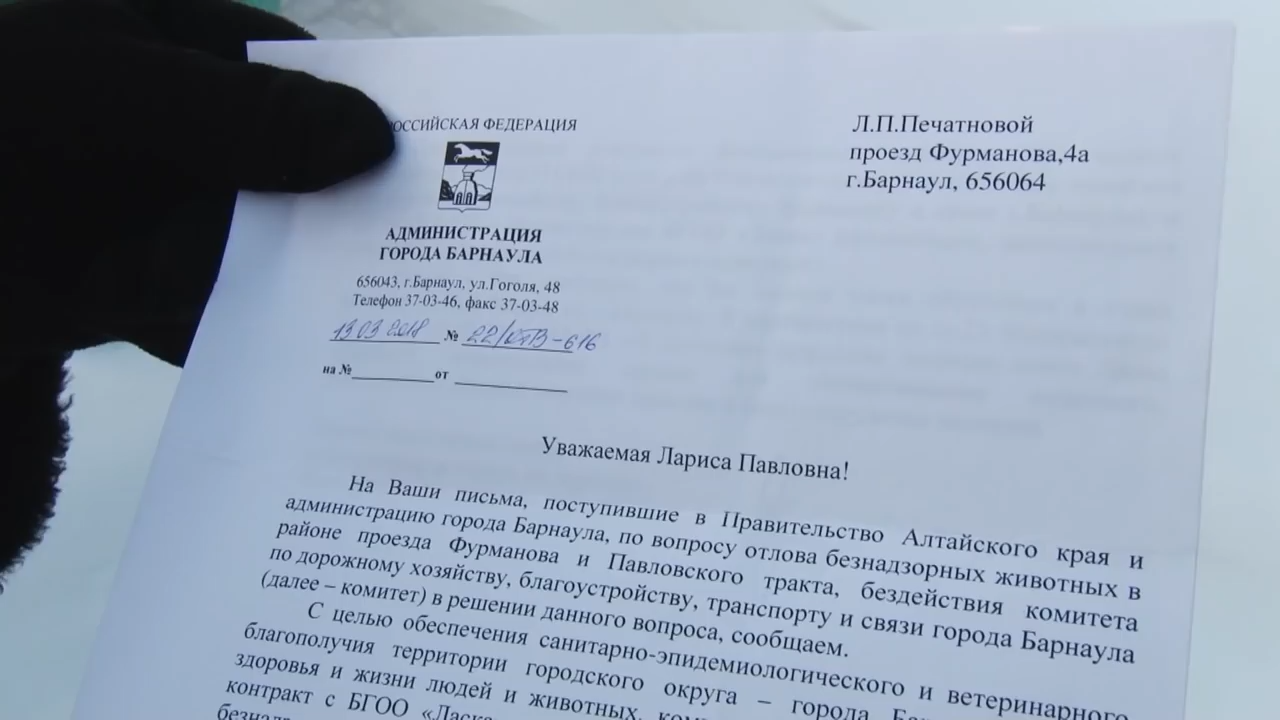 РОССИЙСКАЯ ФЕДЕРАЦИЯ
АДМИНИСТРАЦИЯ
ГОРОДА БАРНАУЛА
656043, г.Барнаул, ул.Гоголя, 48
Телефон 37-03-46, факс 37-03-48
13 03 2018 № 22/ОТВ-616
на № от
Л.П.Печатновой
проезд Фурманова,4а
г.Барнаул, 656064
Уважаемая Лариса Павловна!
На Ваши письма, поступившие в Правительство Алтайского края и
администрацию города Барнаула, по вопросу отлова безнадзорных животных в
районе проезда Фурманова и Павловского тракта, бездействия комитета
по дорожному хозяйству, благоустройству, транспорту и связи города Барнаула
(далее – комитет) в решении данного вопроса, сообщаем.
С целью обеспечения санитарно-эпидемиологического и ветеринарного
благополучия территории городского округа – города
здоровья и жизни людей и животных,
контракт с БГОО